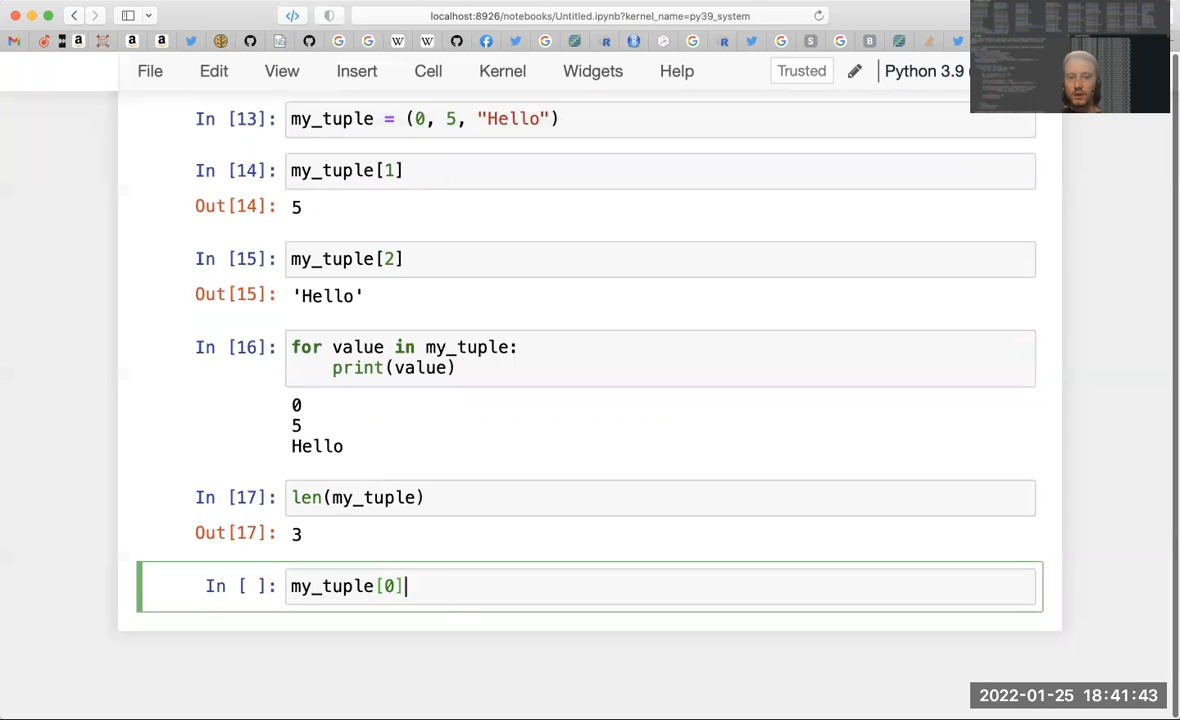 localhost:8926/notebooks/Untitled.ipynb?kernel_name=py39_system
File Edit View Insert Cell Kernel Widgets Help Trusted Python 3.9
In [13]: my_tuple = (0, 5, "Hello")
In [14]: my_tuple[1]
Out[14]: 5
In [15]: my_tuple[2]
Out[15]: 'Hello'
In [16]: for value in my_tuple:
print(value)
0
5
Hello
In [17]: len(my_tuple)
Out[17]: 3
In [ ]: my_tuple[0]
2022-01-25 18:41:43